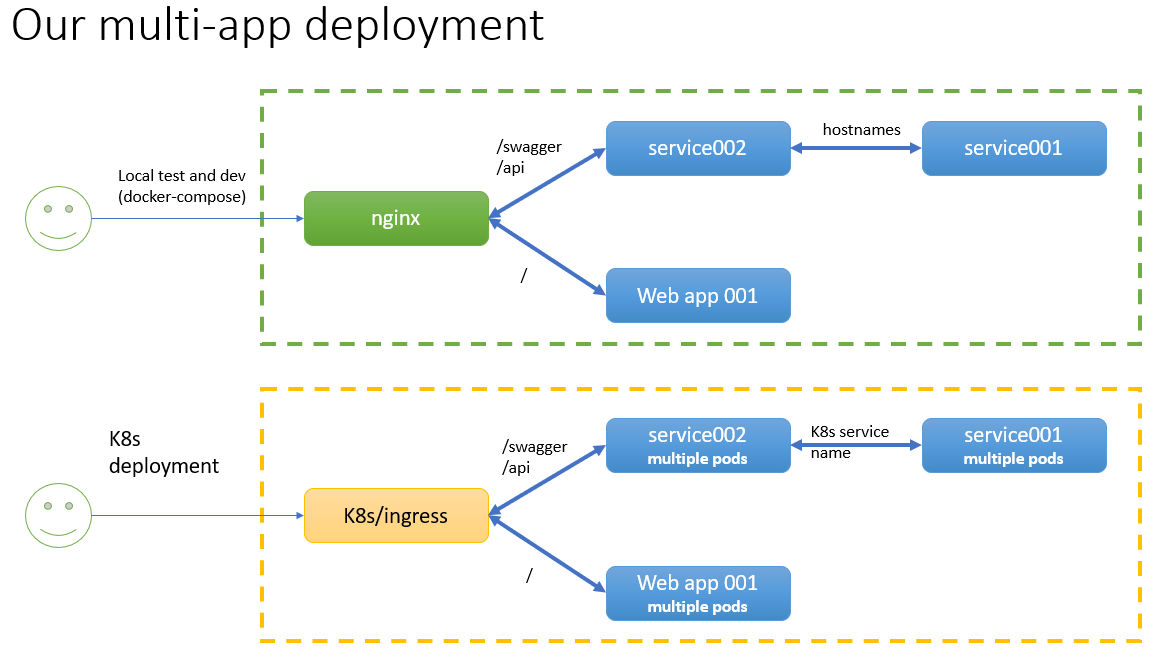 Our multi-app deployment
Local test and dev
(docker-compose)
nginx
/swagger
/api
/
service002
hostnames
service001
Web app 001
K8s
deployment
K8s/ingress
/swagger
/api
/
service002
multiple pods
K8s service
name
service001
multiple pods
Web app 001
multiple pods